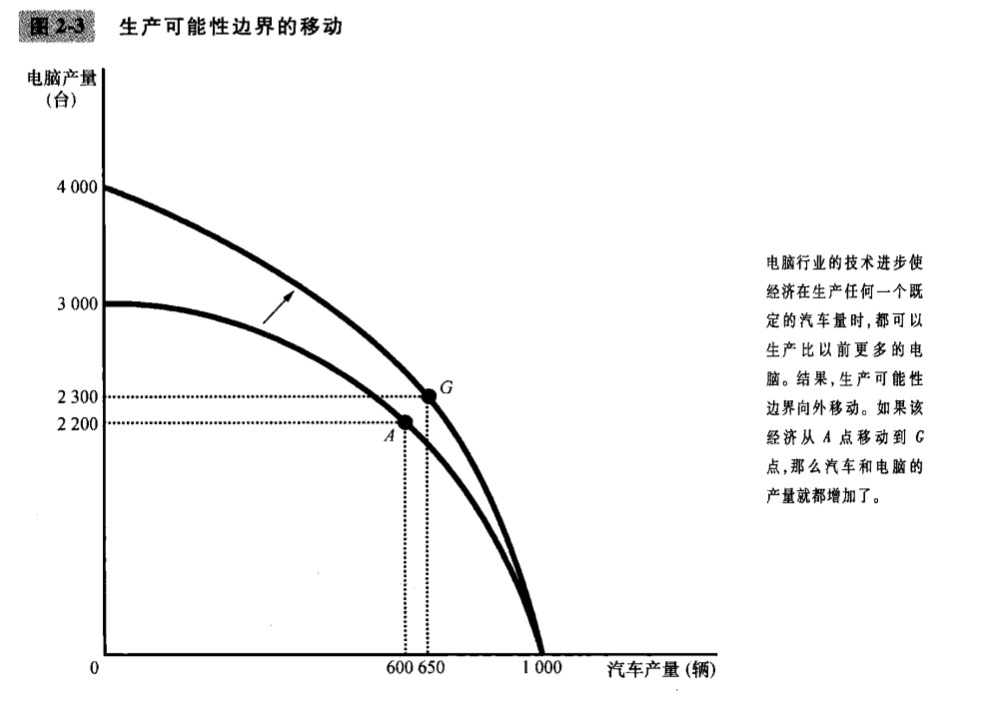 图 2-3 生产可能性边界的移动
电脑产量
(台)
4 000
3 000
2 300
2 200
G
A
0
600 650
1 000
汽车产量 (辆)
电脑行业的技术进步使
经济在生产任何一个既
定的汽车量时,都可以
生产比以前更多的电
脑。结果,生产可能性
边界向外移动。如果该
经济从 A 点移动到 G
点,那么汽车和电脑的
产量就都增加了。